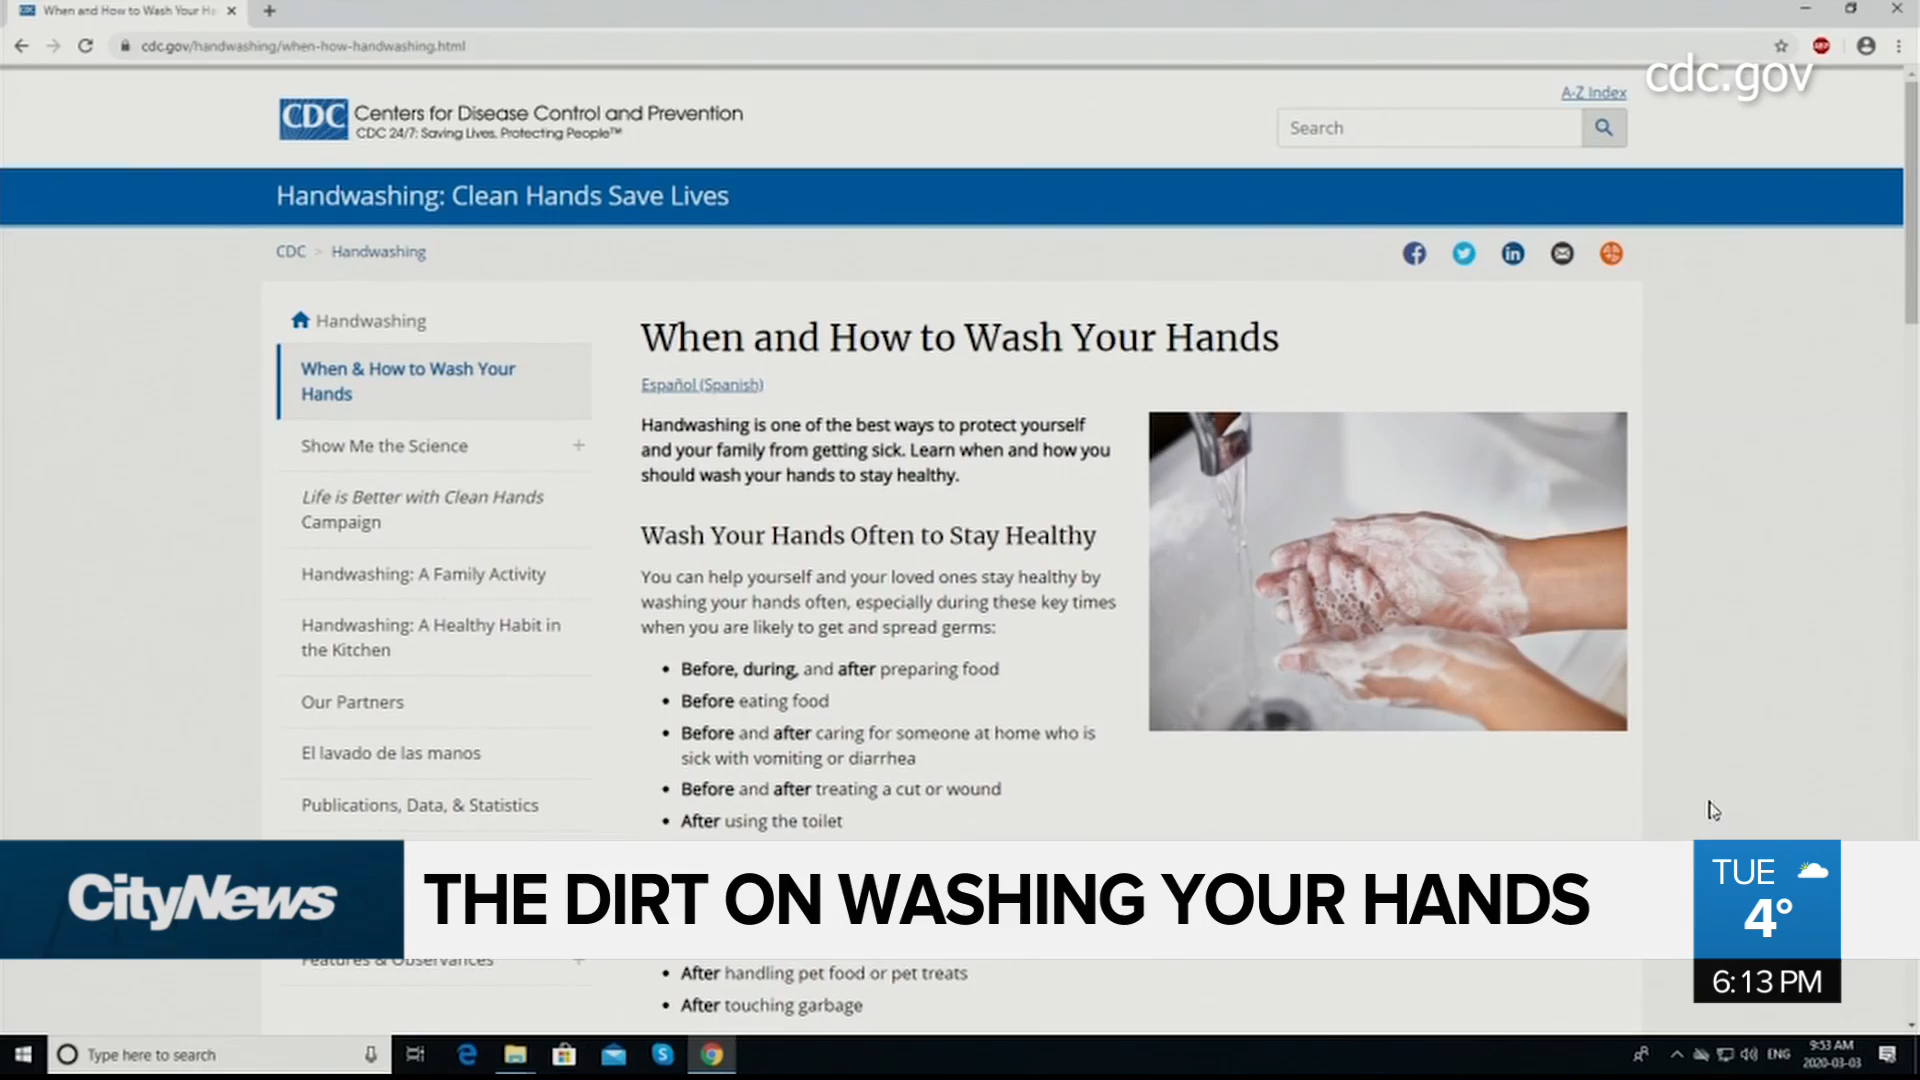 When and How to Wash Your Ha
cdc.gov/handwashing/when-how-handwashing.html
cdc.gov
CDC Centers for Disease Control and Prevention
CDC 24/7: Saving Lives. Protecting People™
A-Z Index
Search
Handwashing: Clean Hands Save Lives
CDC > Handwashing
Handwashing
When & How to Wash Your
Hands
Show Me the Science
Life is Better with Clean Hands
Campaign
Handwashing: A Family Activity
Handwashing: A Healthy Habit in
the Kitchen
Our Partners
El lavado de las manos
Publications, Data, & Statistics
Features & Observances
When and How to Wash Your Hands
Español (Spanish)
Handwashing is one of the best ways to protect yourself
and your family from getting sick. Learn when and how you
should wash your hands to stay healthy.
Wash Your Hands Often to Stay Healthy
You can help yourself and your loved ones stay healthy by
washing your hands often, especially during these key times
when you are likely to get and spread germs:
• Before, during, and after preparing food
• Before eating food
• Before and after caring for someone at home who is
sick with vomiting or diarrhea
• Before and after treating a cut or wound
• After using the toilet
• After handling pet food or pet treats
• After touching garbage
CityNews
THE DIRT ON WASHING YOUR HANDS
TUE
4°
6:13 PM
Type here to search
ENG
9:53 AM
2020-03-03